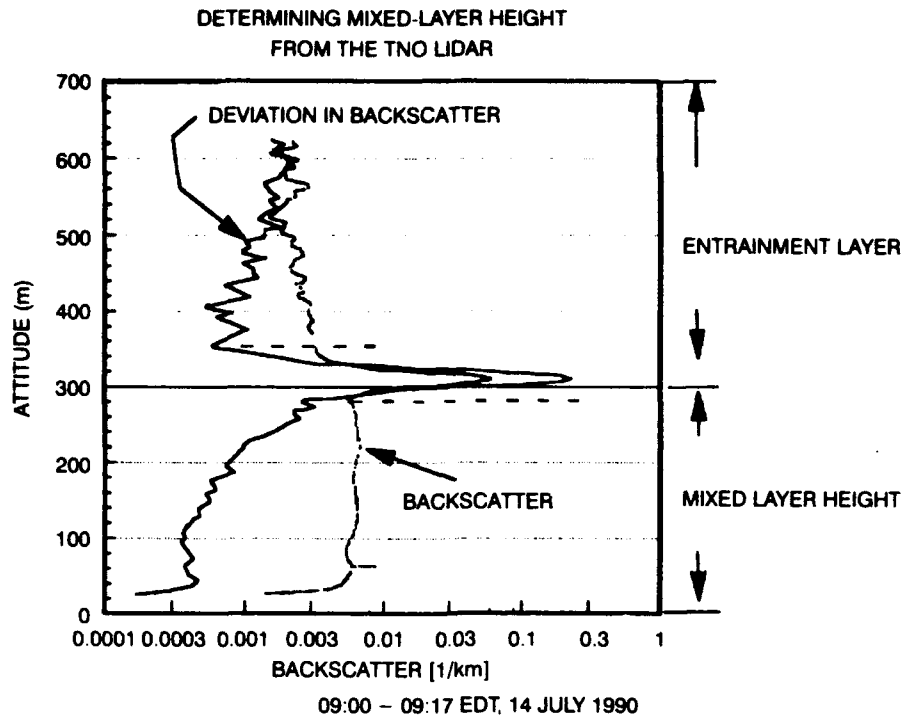 DETERMINING MIXED-LAYER HEIGHT
FROM THE TNO LIDAR
700
DEVIATION IN BACKSCATTER
600
500
ENTRAINMENT LAYER
ATTITUDE (m)
400
300
200
BACKSCATTER
MIXED LAYER HEIGHT
100
0
0.0001 0.0003 0.001 0.003 0.01 0.03 0.1 0.3 1
BACKSCATTER [1/km]
09:00 – 09:17 EDT, 14 JULY 1990